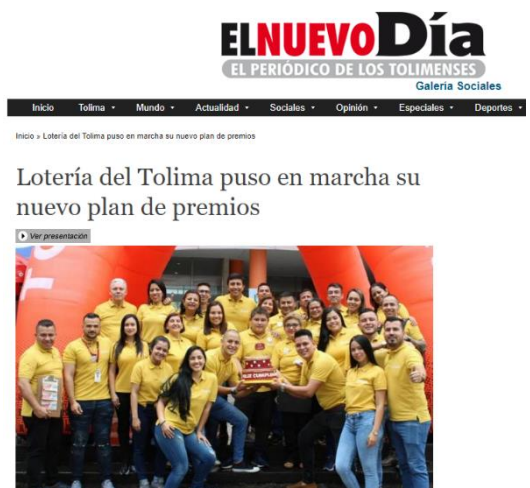 ELNUEVODía
EL PERIÓDICO DE LOS TOLIMENSES
Galería Sociales
Inicio Tolima Mundo Actualidad Sociales Opinión Especiales Deportes
Inicio » Lotería del Tolima puso en marcha su nuevo plan de premios
Lotería del Tolima puso en marcha su
nuevo plan de premios
Ver presentación
FELIZ CUMPLEAÑOS